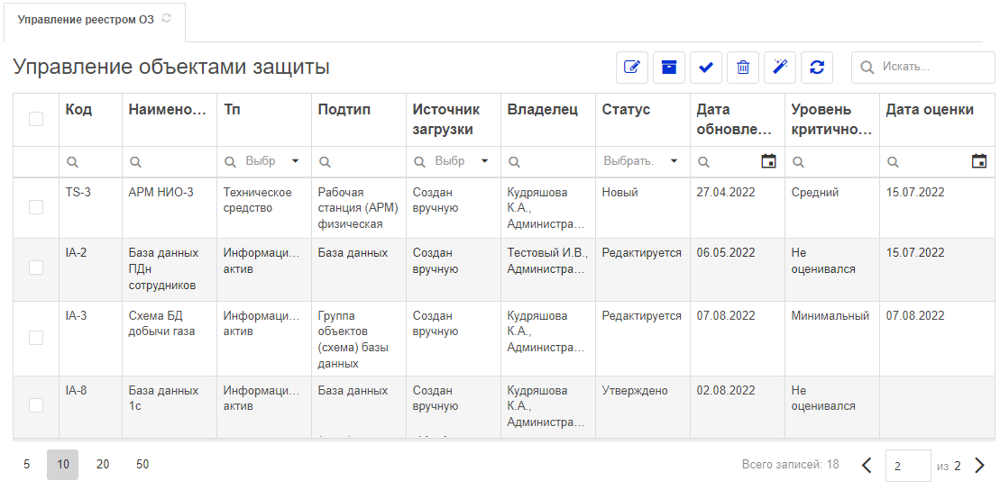 Управление реестром ОЗ
Управление объектами защиты
Искать...
Код
Наимено...
Тп
Подтип
Источник
загрузки
Владелец
Статус
Дата
обновле...
Уровень
критично...
Дата оценки
Выбр
Выбр
Выбрать.
TS-3
АРМ НИО-3
Техническое
средство
Рабочая
станция (АРМ)
физическая
Создан
вручную
Кудряшова
К.А.,
Администра...
Новый
27.04.2022
Средний
15.07.2022
IA-2
База данных
ПДн
сотрудников
Информаци...
актив
База данных
Создан
вручную
Тестовый И.В.,
Администра...
Редактируется
06.05.2022
Не
оценивался
15.07.2022
IA-3
Схема БД
добычи газа
Информаци...
актив
Группа
объектов
(схема) базы
данных
Создан
вручную
Кудряшова
К.А.,
Администра...
Редактируется
07.08.2022
Минимальный
07.08.2022
IA-8
База данных
1с
Информаци...
актив
База данных
Создан
вручную
Кудряшова
К.А.,
Администра...
Утверждено
02.08.2022
Не
оценивался
5 10 20 50
Всего записей: 18
2 из 2